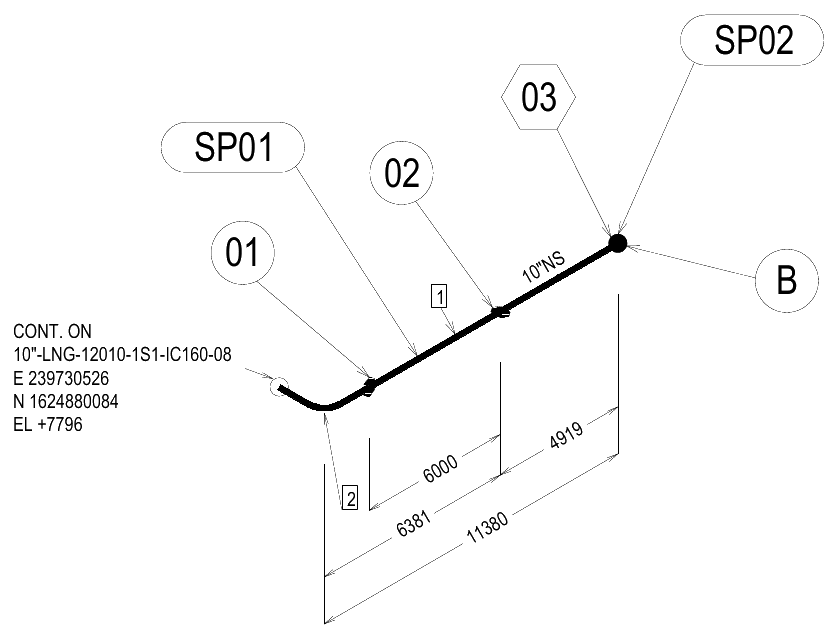 SP02
03
SP01
02
01
10"NS
B
1
CONT. ON
10"-LNG-12010-1S1-IC160-08
E 239730526
N 1624880084
EL +7796
4919
6000
2
6381
11380